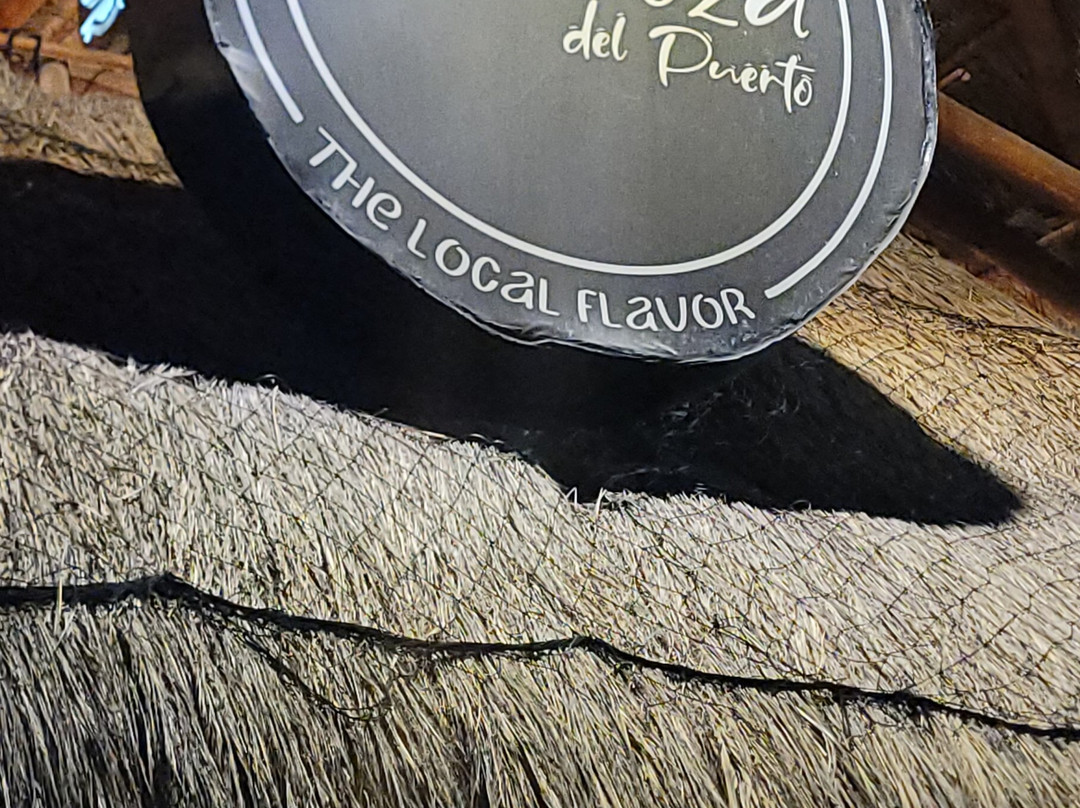 del Puerto
THE LOCAL FLAVOR